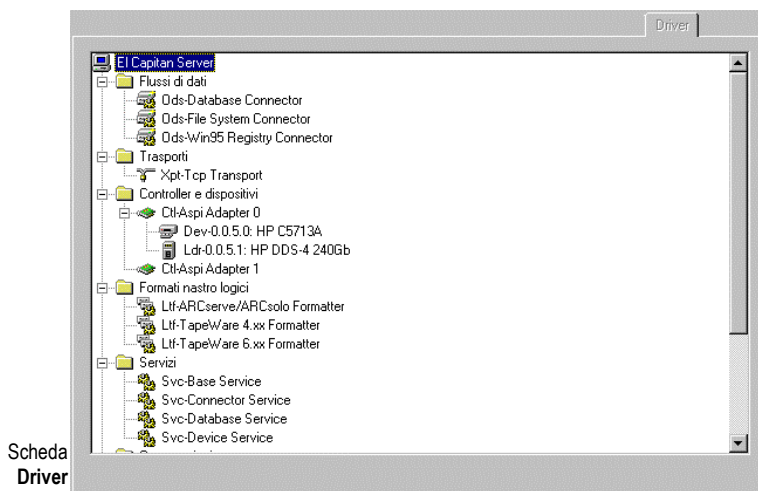 Driver
El Capitan Server
Flussi di dati
Ods-Database Connector
Ods-File System Connector
Ods-Win95 Registry Connector
Trasporti
Xpt-Tcp Transport
Controller e dispositivi
Ctl-Aspi Adapter 0
Dev-0.0.5.0: HP C5713A
Ldr-0.0.5.1: HP DDS-4 240Gb
Ctl-Aspi Adapter 1
Formati nastro logici
Ltf-ARCserve/ARCsolo Formatter
Ltf-TapeWare 4.xx Formatter
Ltf-TapeWare 6.xx Formatter
Servizi
Svc-Base Service
Svc-Connector Service
Svc-Database Service
Svc-Device Service
Scheda
Driver